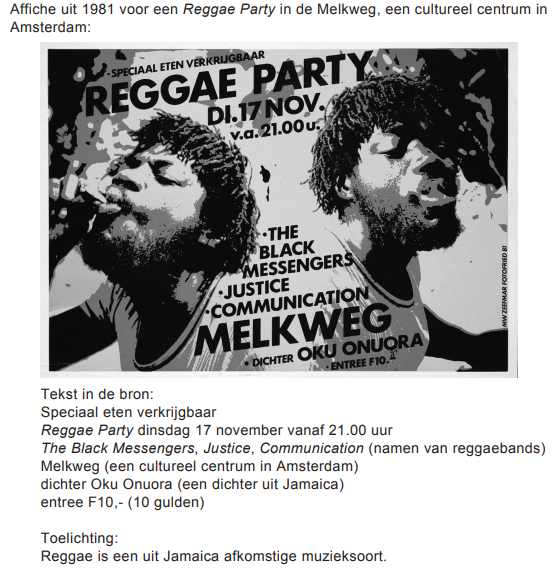 Affiche uit 1981 voor een Reggae Party in de Melkweg, een cultureel centrum in
Amsterdam:
·SPECIAAL ETEN VERKRIJGBAAR
REGGAE PARTY
DI.17 NOV.
v.a. 21.00 u.
·THE
BLACK
MESSENGERS
·JUSTICE
·COMMUNICATION
MELKWEG
·DICHTER OKU ONUORA
·ENTREE F10.-
MW ZEEFMAR FOTOFRIED BI
Tekst in de bron:
Speciaal eten verkrijgbaar
Reggae Party dinsdag 17 november vanaf 21.00 uur
The Black Messengers, Justice, Communication (namen van reggaebands)
Melkweg (een cultureel centrum in Amsterdam)
dichter Oku Onuora (een dichter uit Jamaica)
entree F10,- (10 gulden)
Toelichting:
Reggae is een uit Jamaica afkomstige muzieksoort.